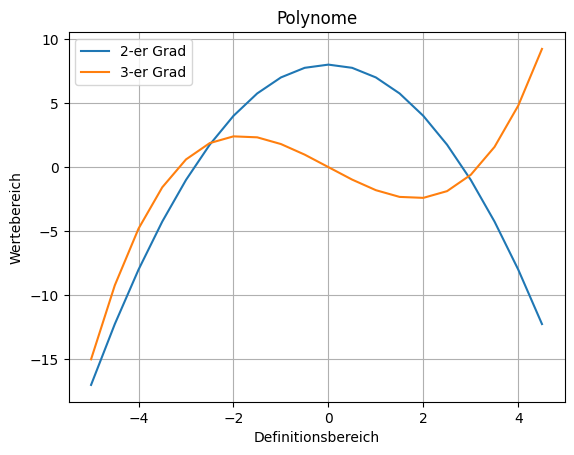 Polynome
2-er Grad
3-er Grad
Wertebereich
10
5
0
−5
−10
−15
−4
−2
0
2
4
Definitionsbereich